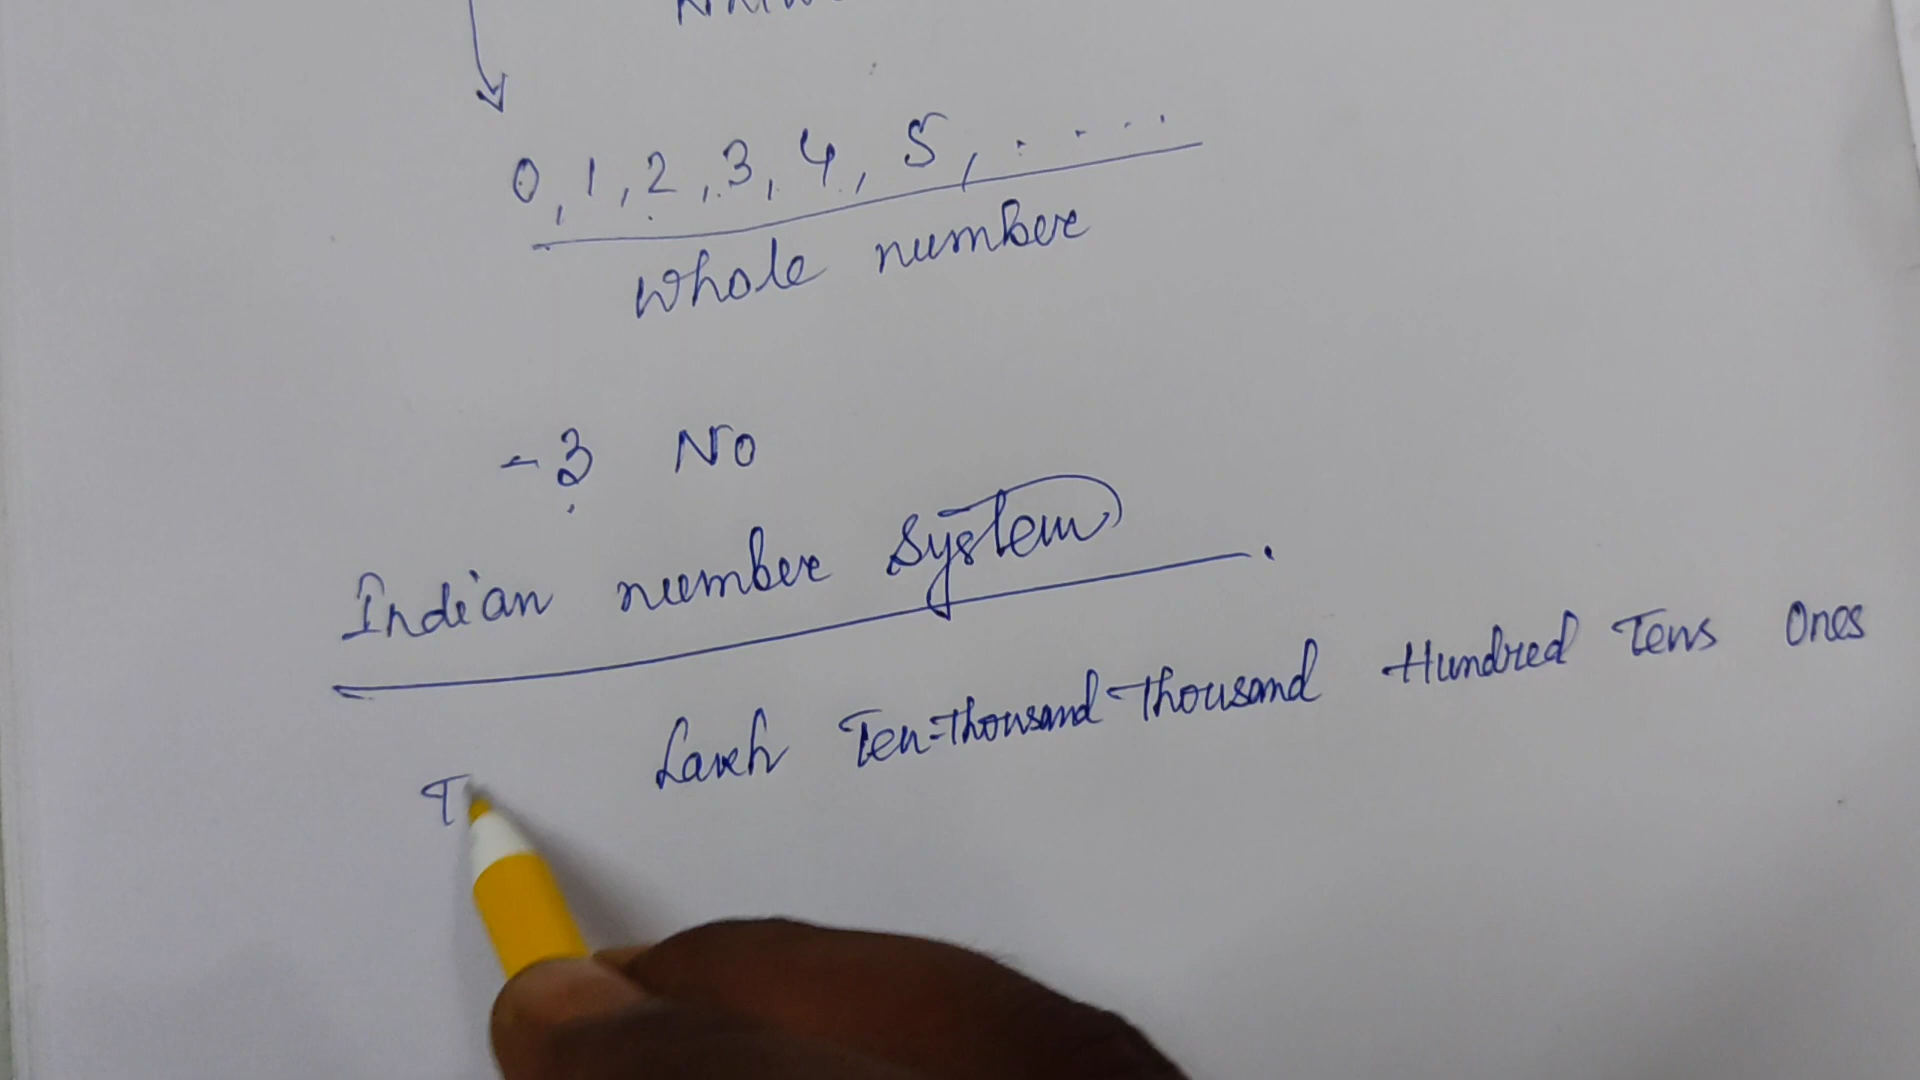 0, 1, 2, 3, 4, 5, .....
Whole number
-3 No
Indian number System.
T Lakh Ten-Thousand Thousand Hundred Tens Ones